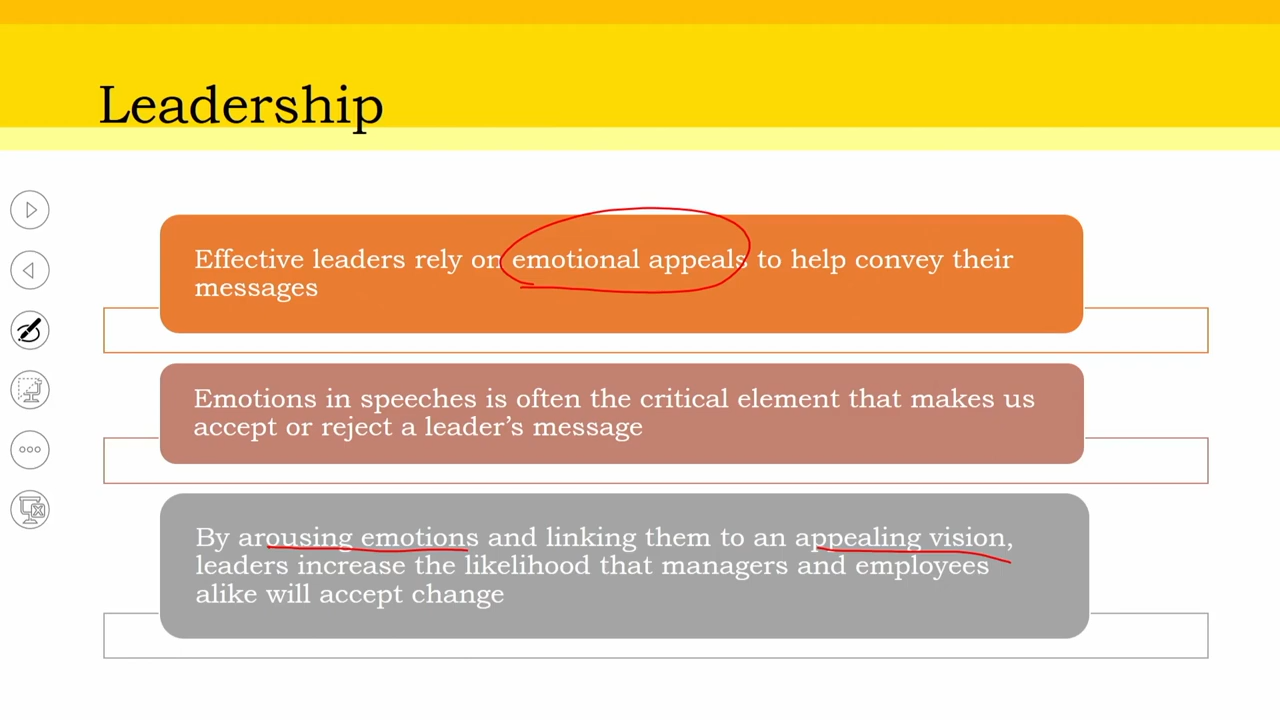 Leadership
Effective leaders rely on emotional appeals to help convey their
messages
Emotions in speeches is often the critical element that makes us
accept or reject a leader’s message
By arousing emotions and linking them to an appealing vision,
leaders increase the likelihood that managers and employees
alike will accept change